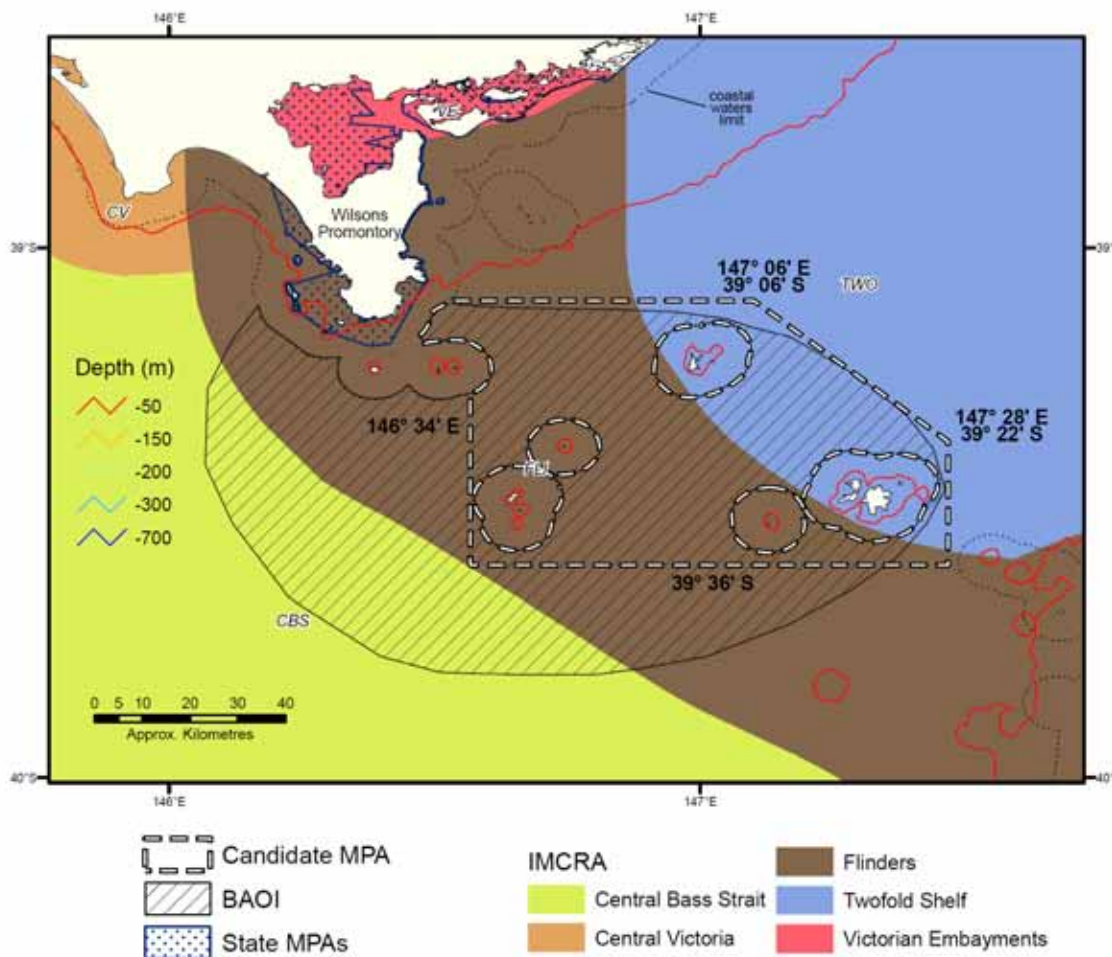 146°E
147°E
VE
coastal
waters
limit
CV
Wilsons
Promontory
39°S
39°
147° 06' E
39° 06' S
TWO
Depth (m)
-50
-150
-200
-300
-700
146° 34' E
147° 28' E
39° 22' S
39° 36' S
CBS
0 5 10 20 30 40
Approx. Kilometres
40°S
40°
146°E
147°E
Candidate MPA
BAOI
State MPAs
IMCRA
Central Bass Strait
Central Victoria
Flinders
Twofold Shelf
Victorian Embayments